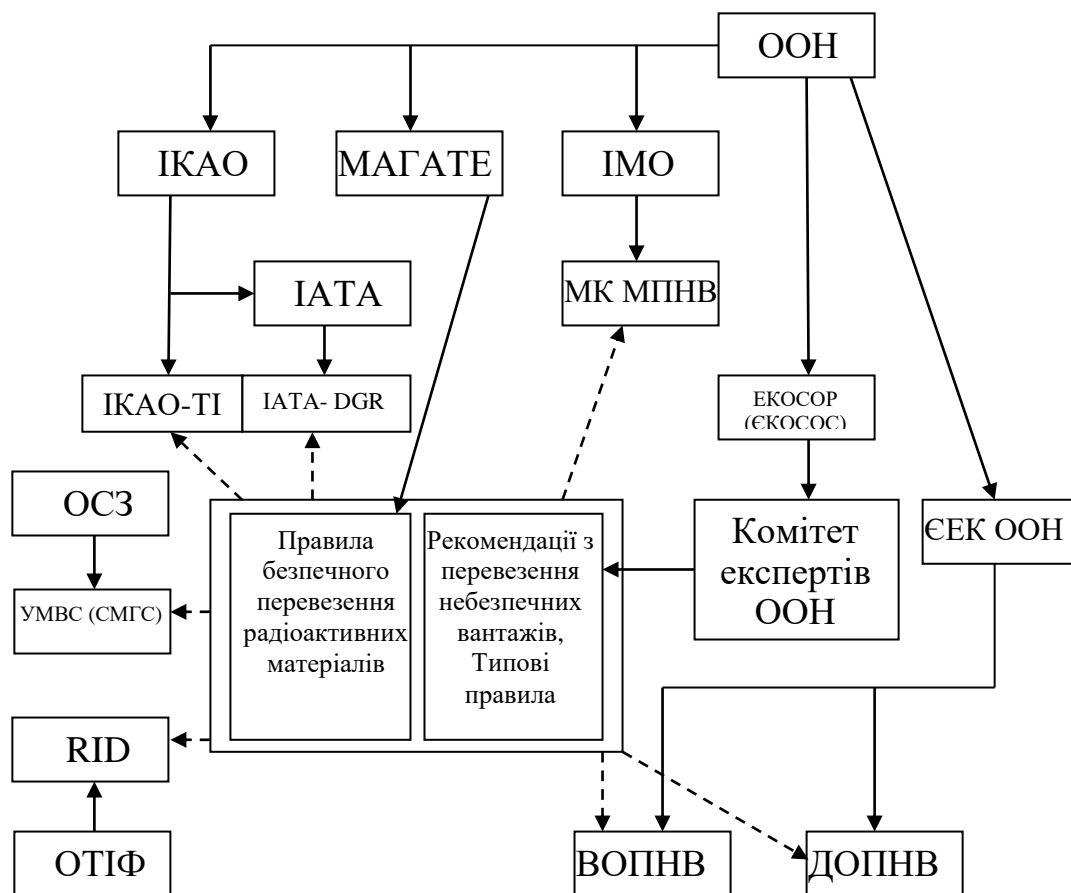 ООН
ІКАО
МАГАТЕ
ІМО
ІАТА
МК МПНВ
ІКАО-ТІ
ІАТА- DGR
ЕКОСОР
(ЄКОСОС)
ОСЗ
Правила
безпечного
перевезення
радіоактивних
матеріалів
Рекомендації з
перевезення
небезпечних
вантажів,
Типові
правила
Комітет
експертів
ООН
ЄЕК ООН
УМВС (СМГС)
RID
ОТІФ
ВОПНВ
ДОПНВ